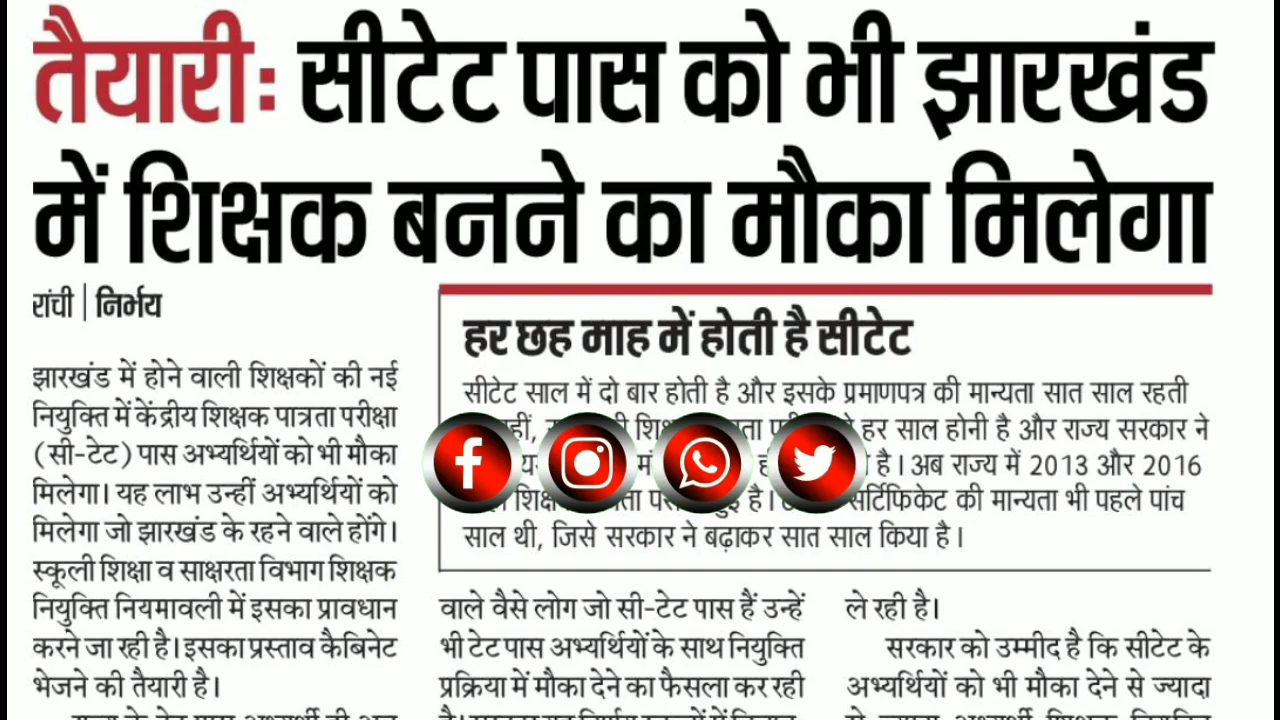 तैयारी: सीटेट पास को भी झारखंड
में शिक्षक बनने का मौका मिलेगा
रांची | निर्भय
झारखंड में होने वाली शिक्षकों की नई
नियुक्ति में केंद्रीय शिक्षक पात्रता परीक्षा
(सी-टेट) पास अभ्यर्थियों को भी मौका
मिलेगा। यह लाभ उन्हीं अभ्यर्थियों को
मिलेगा जो झारखंड के रहने वाले होंगे।
स्कूली शिक्षा व साक्षरता विभाग शिक्षक
नियुक्ति नियमावली में इसका प्रावधान
करने जा रही है। इसका प्रस्ताव कैबिनेट
भेजने की तैयारी है।
हर छह माह में होती है सीटेट
सीटेट साल में दो बार होती है और इसके प्रमाणपत्र की मान्यता सात साल रहती
हर साल होनी है और राज्य सरकार ने
है। अब राज्य में 2013 और 2016
सर्टिफिकेट की मान्यता भी पहले पांच
साल थी, जिसे सरकार ने बढ़ाकर सात साल किया है।
वाले वैसे लोग जो सी-टेट पास हैं उन्हें
भी टेट पास अभ्यर्थियों के साथ नियुक्ति
प्रक्रिया में मौका देने का फैसला कर रही
ले रही है।
सरकार को उम्मीद है कि सीटेट के
अभ्यर्थियों को भी मौका देने से ज्यादा